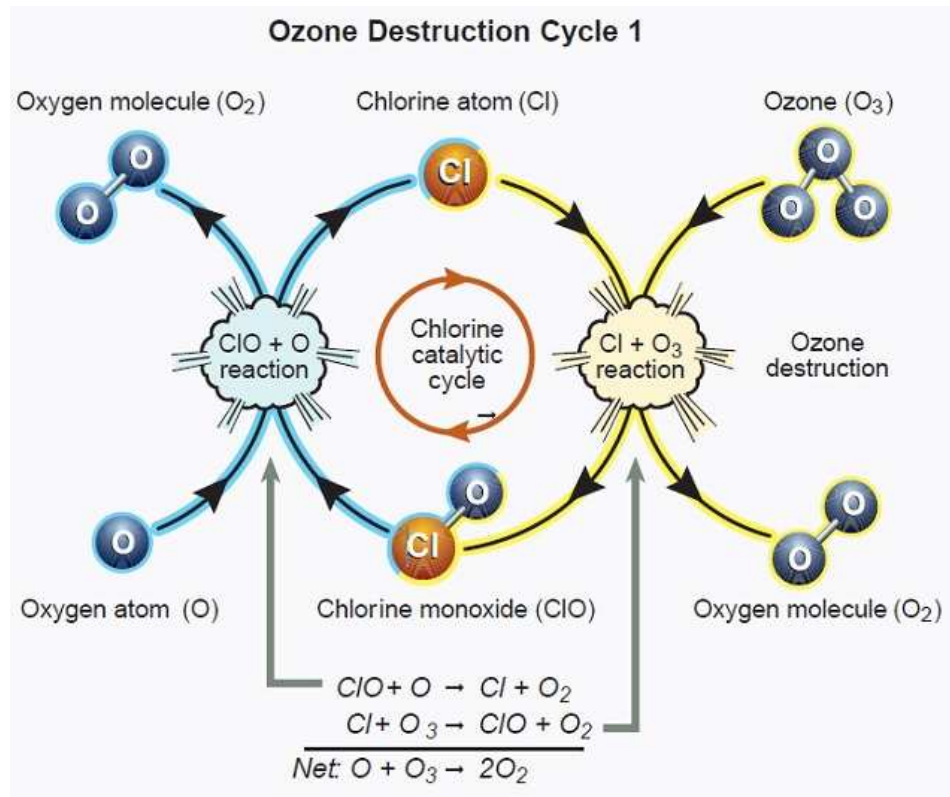 Ozone Destruction Cycle 1
Oxygen molecule (O₂)
Chlorine atom (Cl)
Ozone (O₃)
O
O
Cl
O
O
O
ClO + O
reaction
Chlorine
catalytic
cycle
→
Cl + O₃
reaction
Ozone
destruction
O
Cl
O
O
O
Oxygen atom (O)
Chlorine monoxide (ClO)
Oxygen molecule (O₂)
ClO + O → Cl + O₂
Cl + O₃ → ClO + O₂
Net: O + O₃ → 2O₂